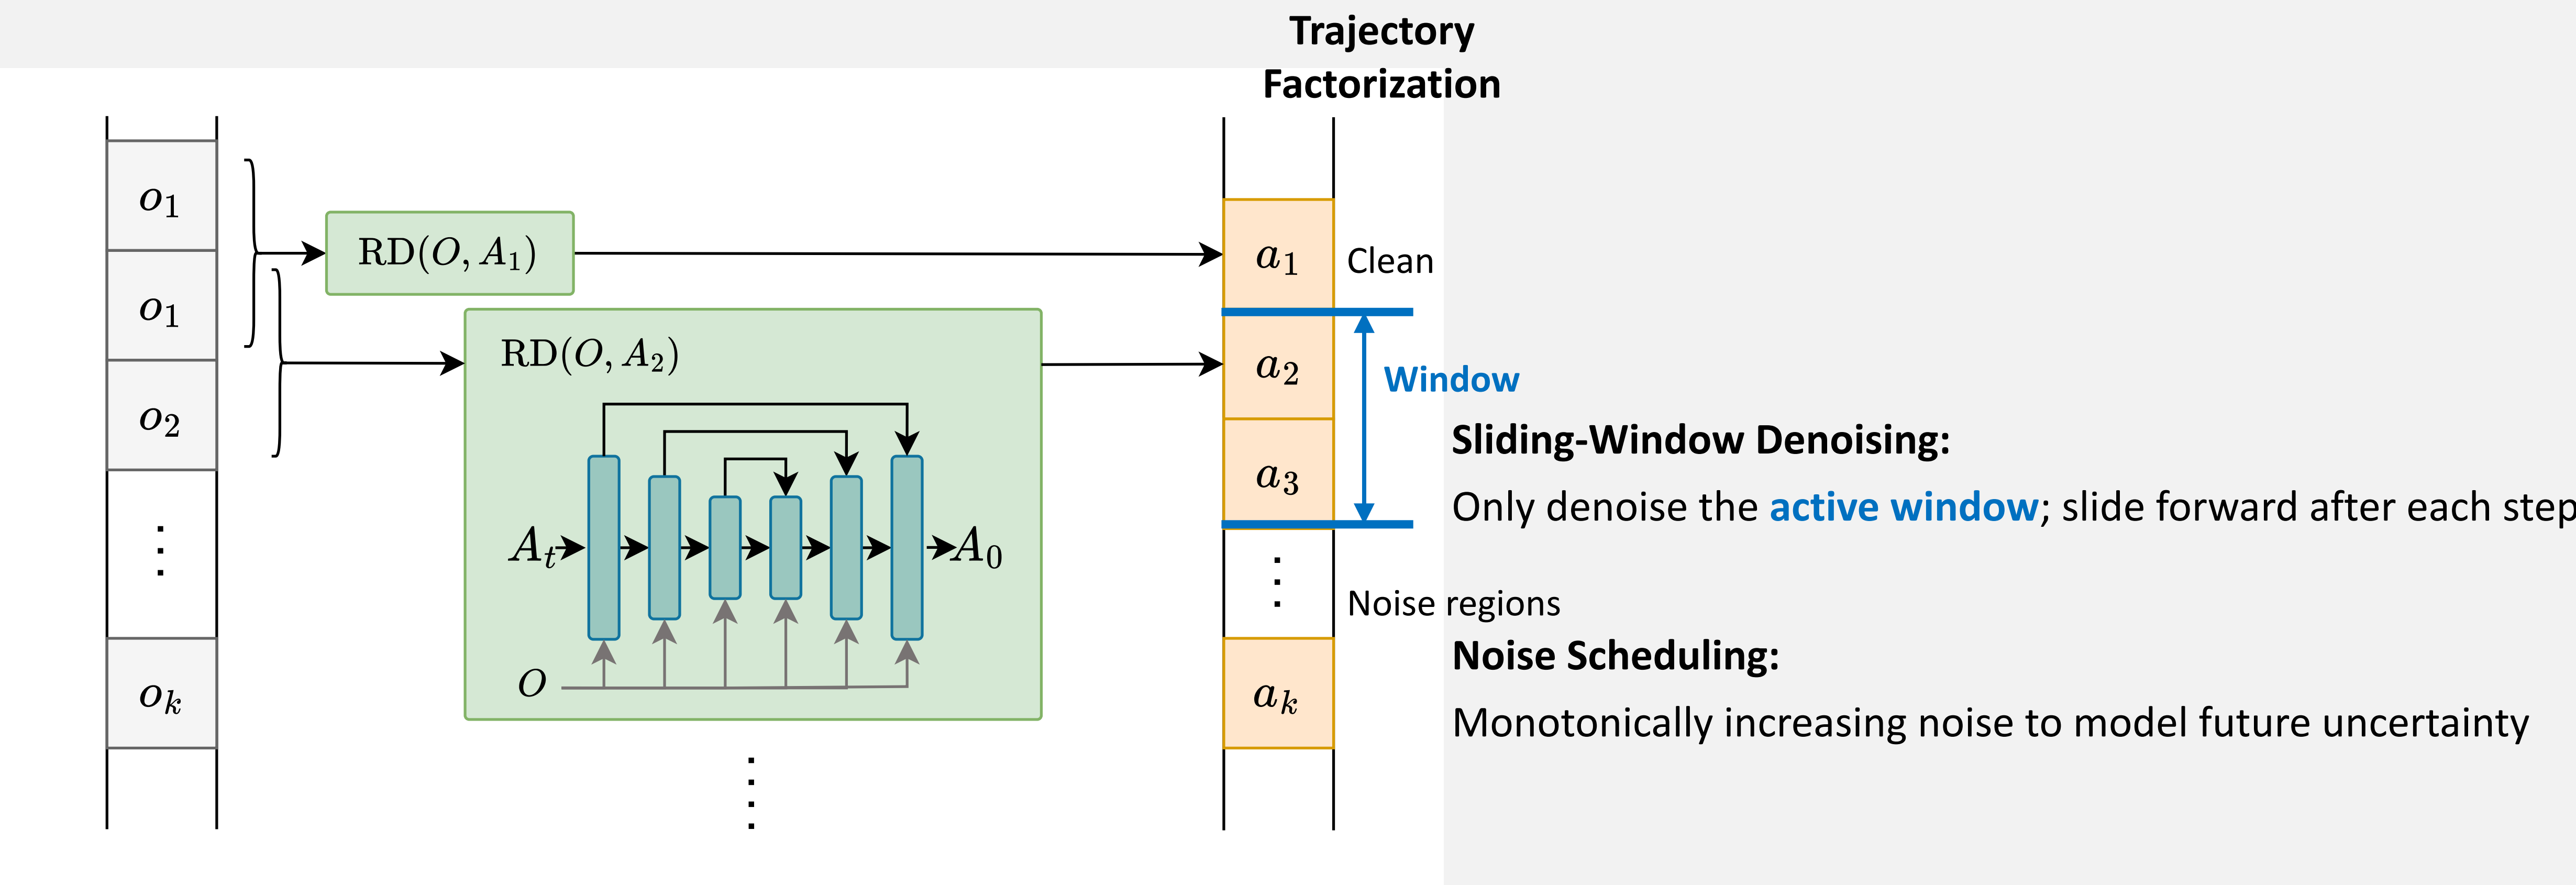 Trajectory
Factorization
o₁
o₁
o₂
⋮
oₖ
RD(O, A₁)
RD(O, A₂)
Aₜ
A₀
O
⋮
a₁
a₂
a₃
⋮
aₖ
Clean
Window
Noise regions
Sliding-Window Denoising:
Only denoise the active window; slide forward after each step
Noise Scheduling:
Monotonically increasing noise to model future uncertainty